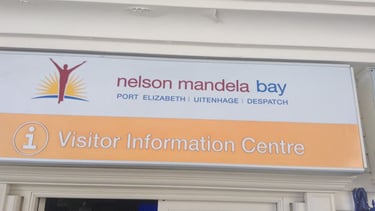 nelson mandela bay
PORT ELIZABETH | UITENHAGE | DESPATCH
i Visitor Information Centre